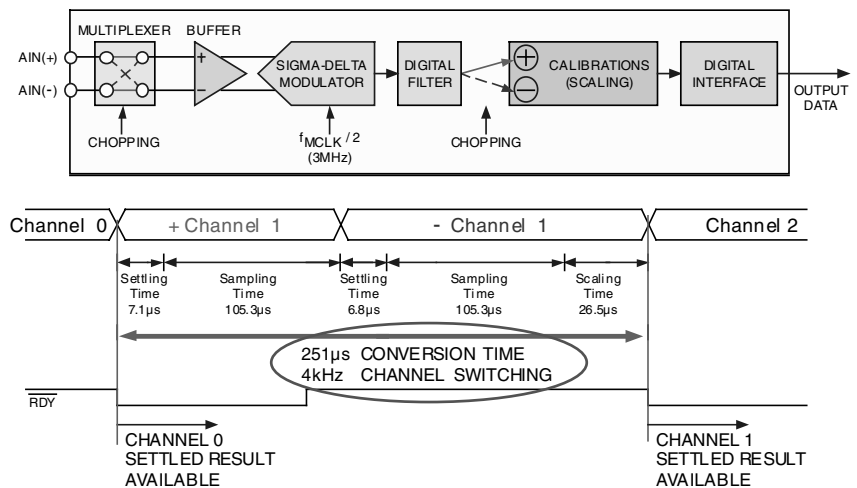 MULTIPLEXER
BUFFER
AIN(+)
AIN(-)
+
-
SIGMA-DELTA
MODULATOR
DIGITAL
FILTER
+
-
CALIBRATIONS
(SCALING)
DIGITAL
INTERFACE
OUTPUT
DATA
CHOPPING
fMCLK /2
(3MHz)
CHOPPING
Channel 0
+ Channel 1
- Channel 1
Channel 2
Settling
Time
7.1µs
Sampling
Time
105.3µs
Settling
Time
6.8µs
Sampling
Time
105.3µs
Scaling
Time
26.5µs
251µs CONVERSION TIME
4kHz CHANNEL SWITCHING
RDY
CHANNEL 0
SETTLED RESULT
AVAILABLE
CHANNEL 1
SETTLED RESULT
AVAILABLE